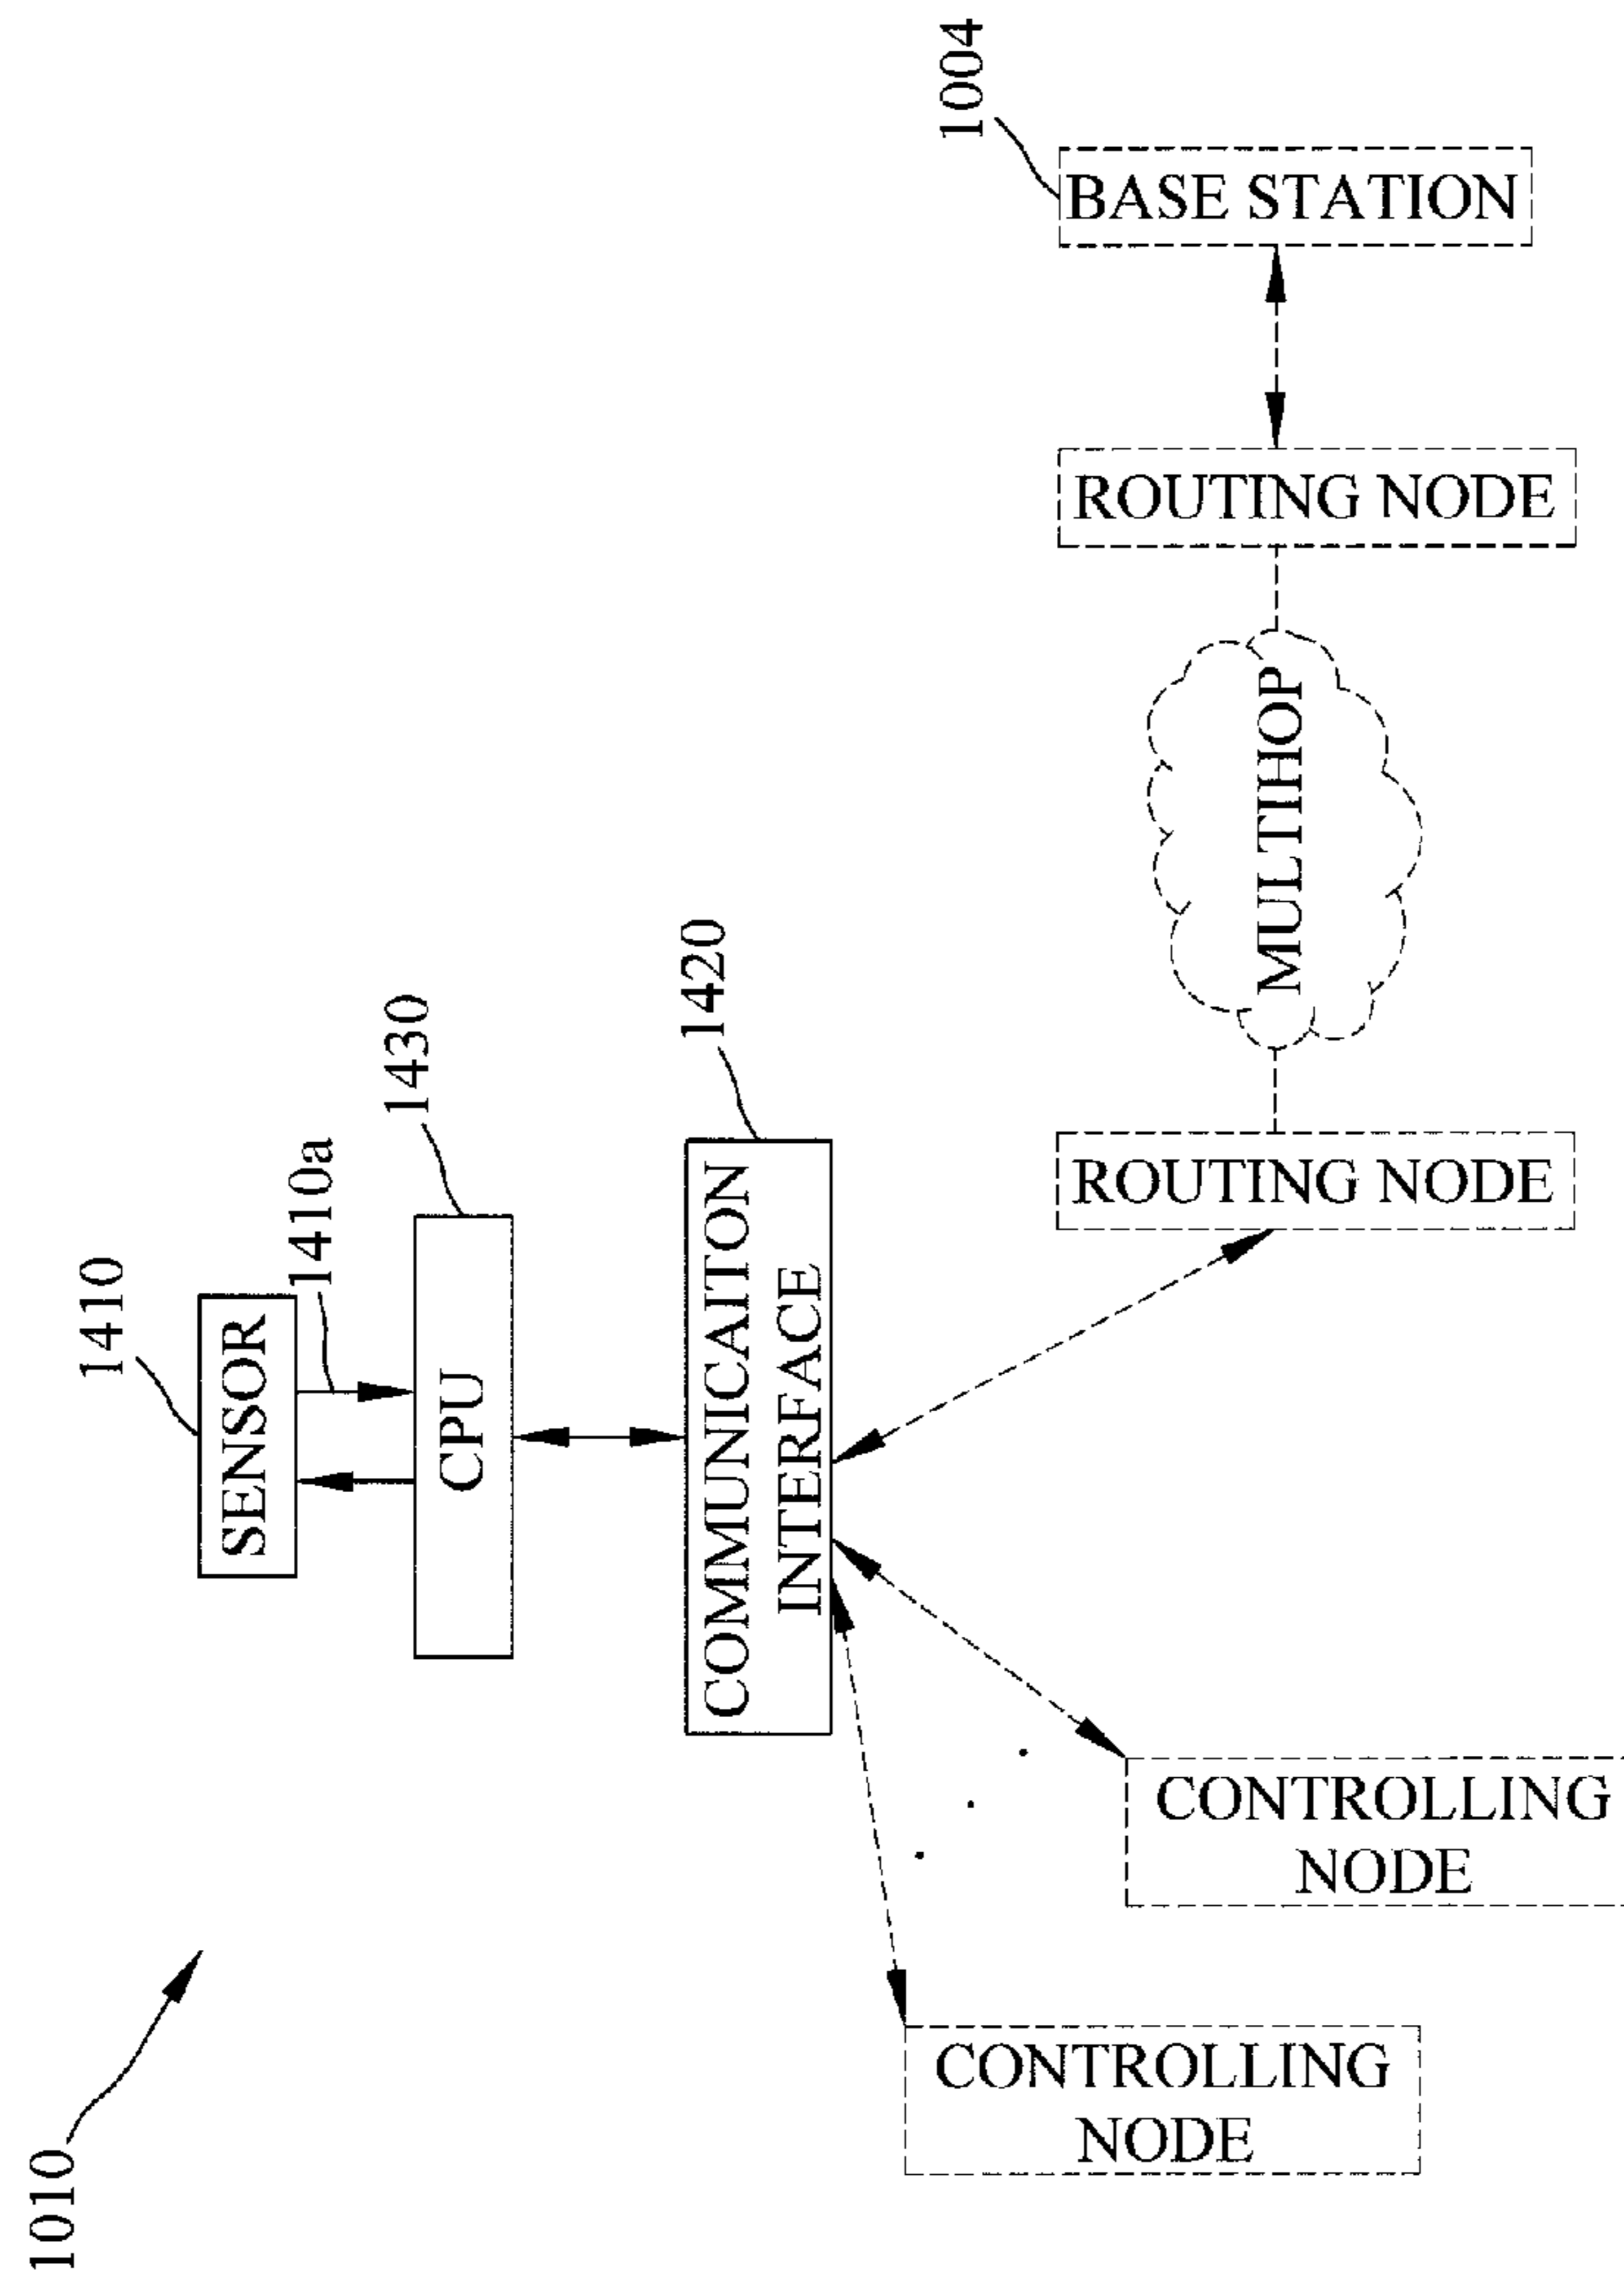 1010
1410
SENSOR
1410a
1430
CPU
1420
COMMUNICAITON
INTERFACE
1004
BASE STATION
ROUTING NODE
MULTIHOP
ROUTING NODE
CONTROLLING
NODE
CONTROLLING
NODE